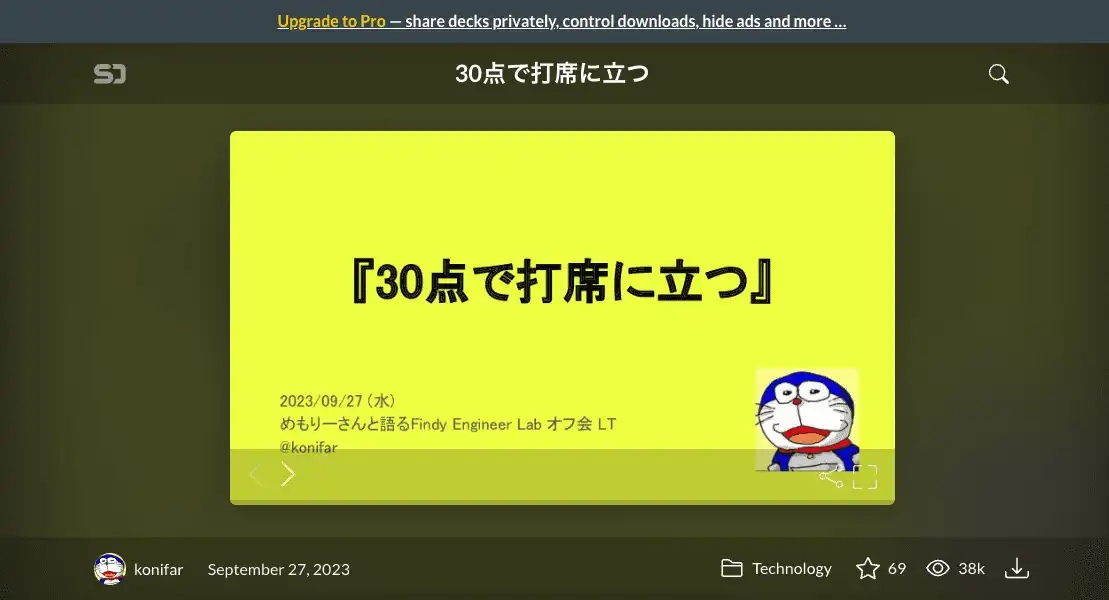 Upgrade to Pro — share decks privately, control downloads, hide ads and more …
SD
30点で打席に立つ
『30点で打席に立つ』
2023/09/27 (水)
めもりーさんと語るFindy Engineer Lab オフ会 LT
@konifar
konifar
September 27, 2023
Technology
69
38k